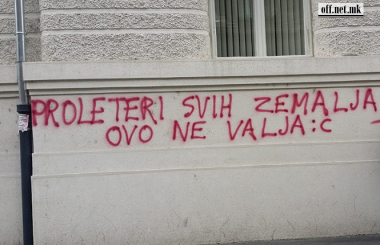 off.net.mk
PROLETERI SVIH ZEMALJA
OVO NE VALJA :C